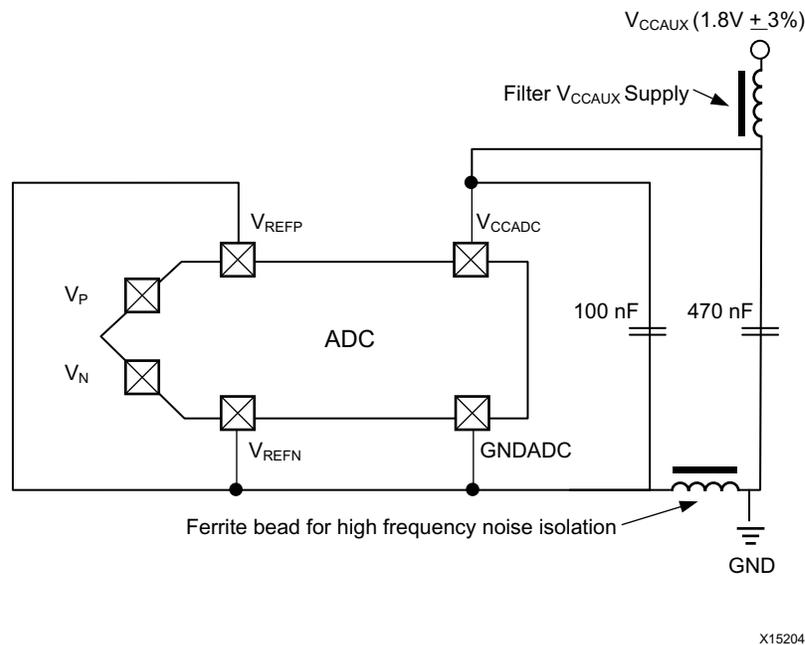 VCCAUX (1.8V ± 3%)
Filter VCCAUX Supply
VREFP
VCCADC
VP
100 nF
470 nF
ADC
VN
VREFN
GNDADC
Ferrite bead for high frequency noise isolation
GND
X15204